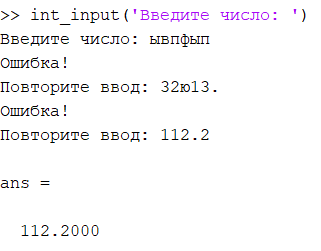 >> int_input('Введите число: ')
Введите число: ывпфып
Ошибка!
Повторите ввод: 32ю13.
Ошибка!
Повторите ввод: 112.2
ans =
112.2000